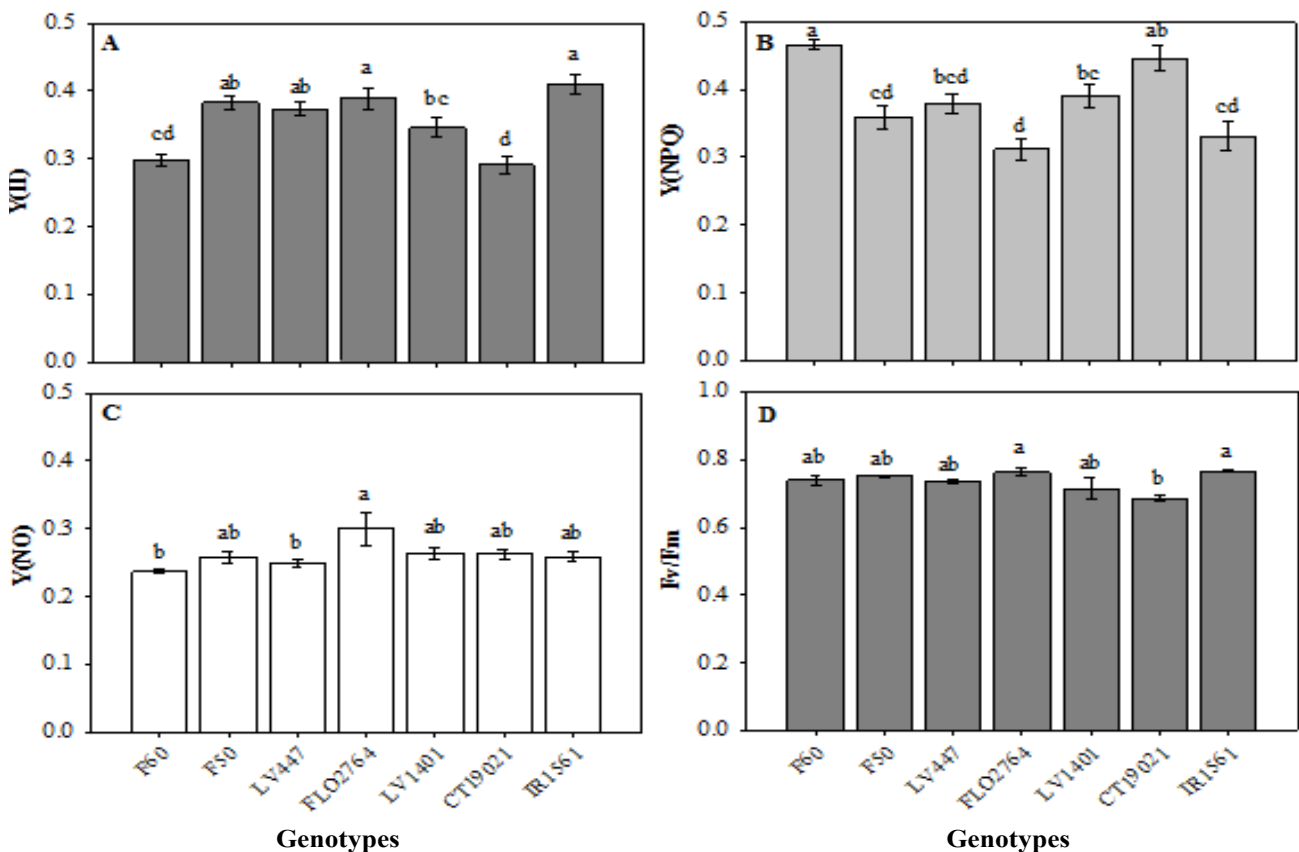 A
Y(II)
0.5
0.4
0.3
0.2
0.1
0.0
cd
ab
ab
a
bc
d
a
B
Y(NPQ)
0.5
0.4
0.3
0.2
0.1
0.0
a
cd
bcd
d
bc
ab
cd
C
Y(NO)
0.5
0.4
0.3
0.2
0.1
0.0
b
ab
b
a
ab
ab
ab
F60
F50
LV447
FLO2764
LV1401
CT19021
IR1561
Genotypes
D
Fv/Fm
1.0
0.8
0.6
0.4
0.2
0.0
ab
ab
ab
a
ab
b
a
F60
F50
LV447
FLO2764
LV1401
CT19021
IR1561
Genotypes